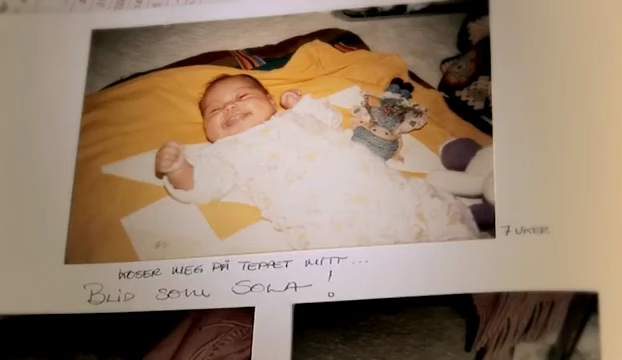 7 UKER
KOSER MEG PÅ TEPPET MITT...
BLID SOM SOLA!